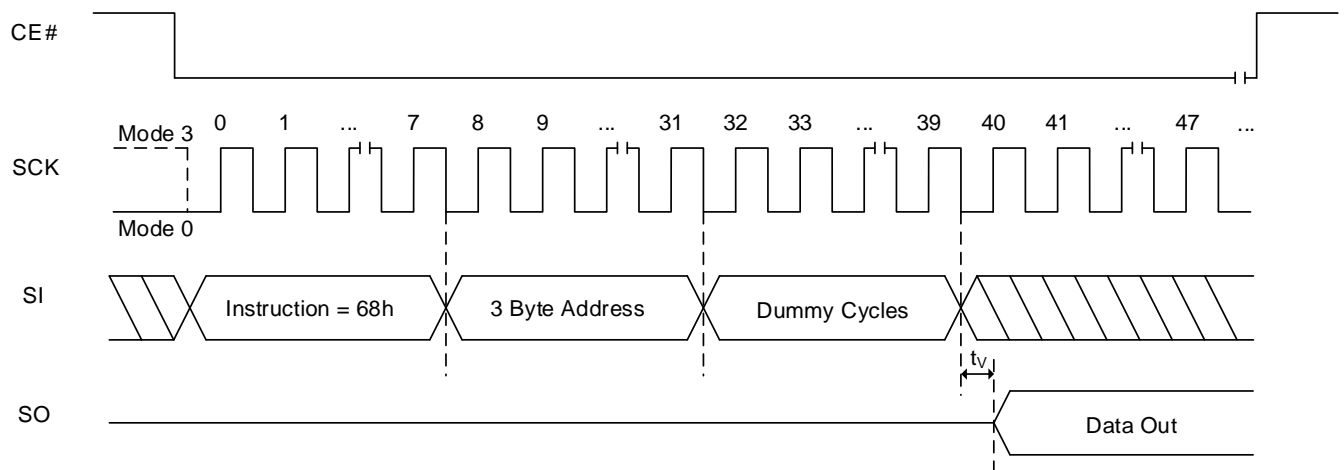 CE#
0 1 ... 7 8 9 ... 31 32 33 ... 39 40 41 ... 47 ...
Mode 3
SCK
Mode 0
SI
Instruction = 68h 3 Byte Address Dummy Cycles
tV
SO
Data Out